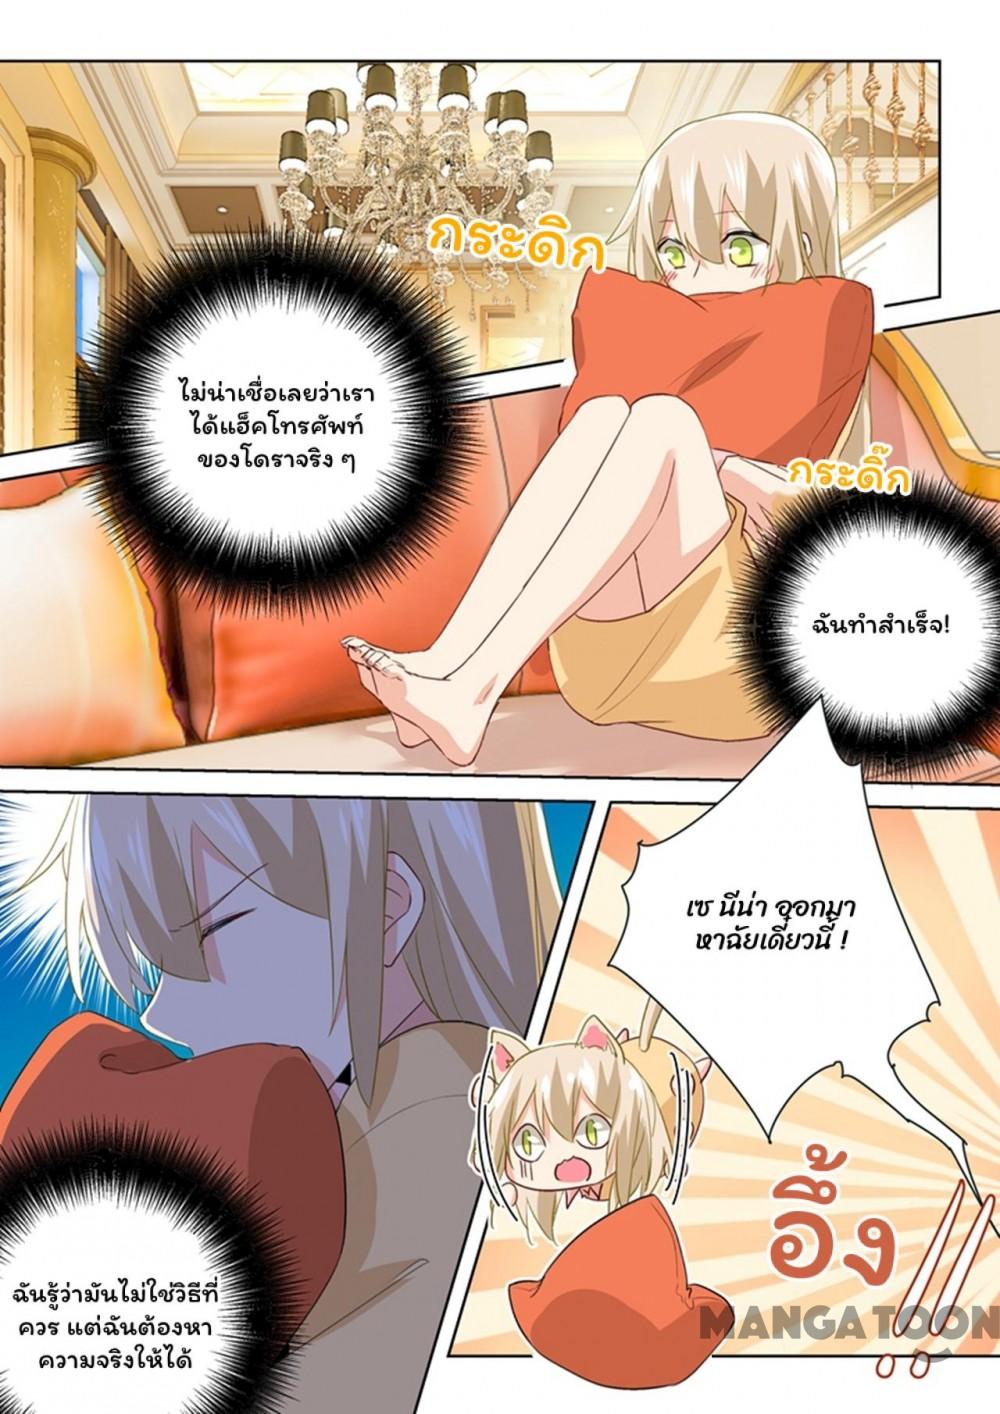 กระดิก
ไม่น่าเชื่อเลยว่าเรา
ได้แฮ็คโทรศัพท์
ของโดราจริง ๆ
กระดิ๊ก
ฉันทำสำเร็จ!
เซ นีน่า ออกมา
หาฉัยเดี๋ยวนี้ !
อึ้ง
ฉันรู้ว่ามันไม่ใช้วิธีที่
ควร แต่ฉันต้องหา
ความจริงให้ได้
MANGATOON